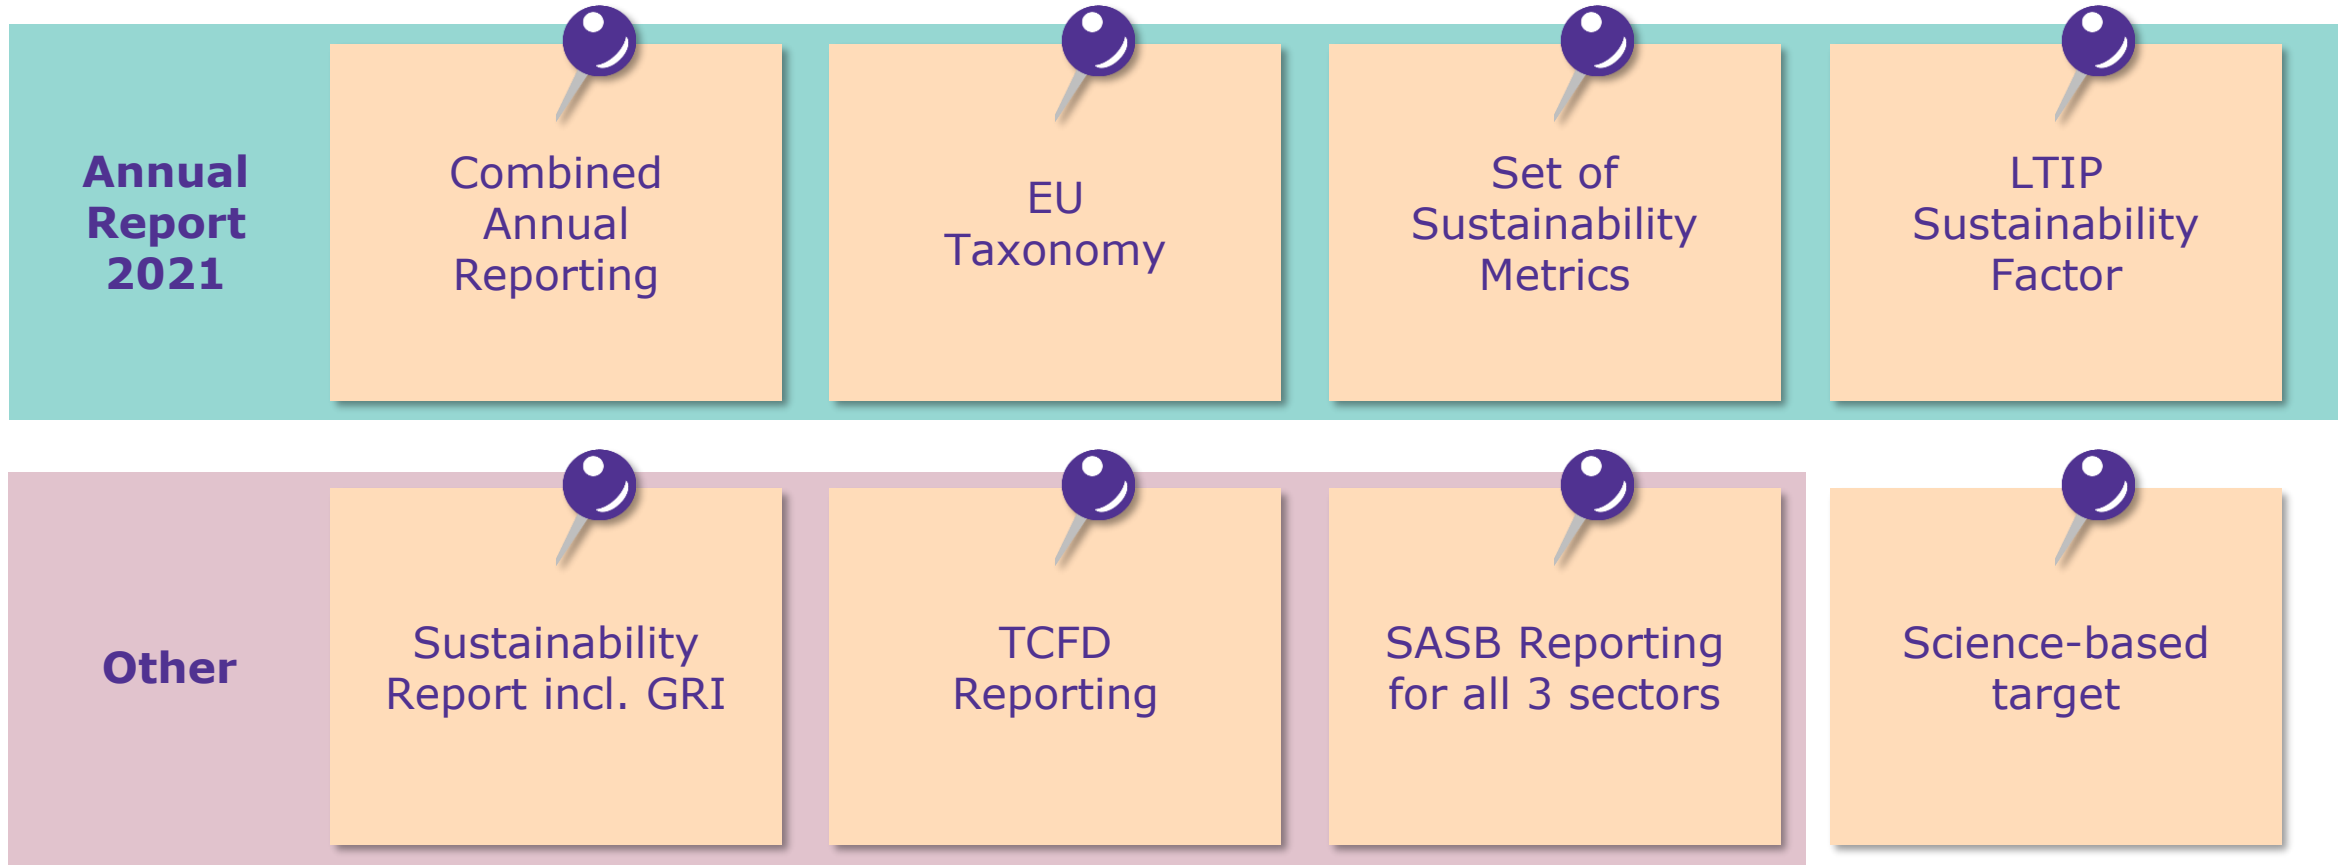 Annual
Report
2021
Combined
Annual
Reporting
EU
Taxonomy
Set of
Sustainability
Metrics
LTIP
Sustainability
Factor
Other
Sustainability
Report incl. GRI
TCFD
Reporting
SASB Reporting
for all 3 sectors
Science-based
target